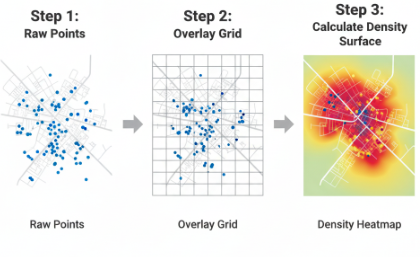 Step 1:
Raw Points
Step 2:
Overlay Grid
Step 3:
Calculate Density
Surface
Raw Points
Overlay Grid
Density Heatmap